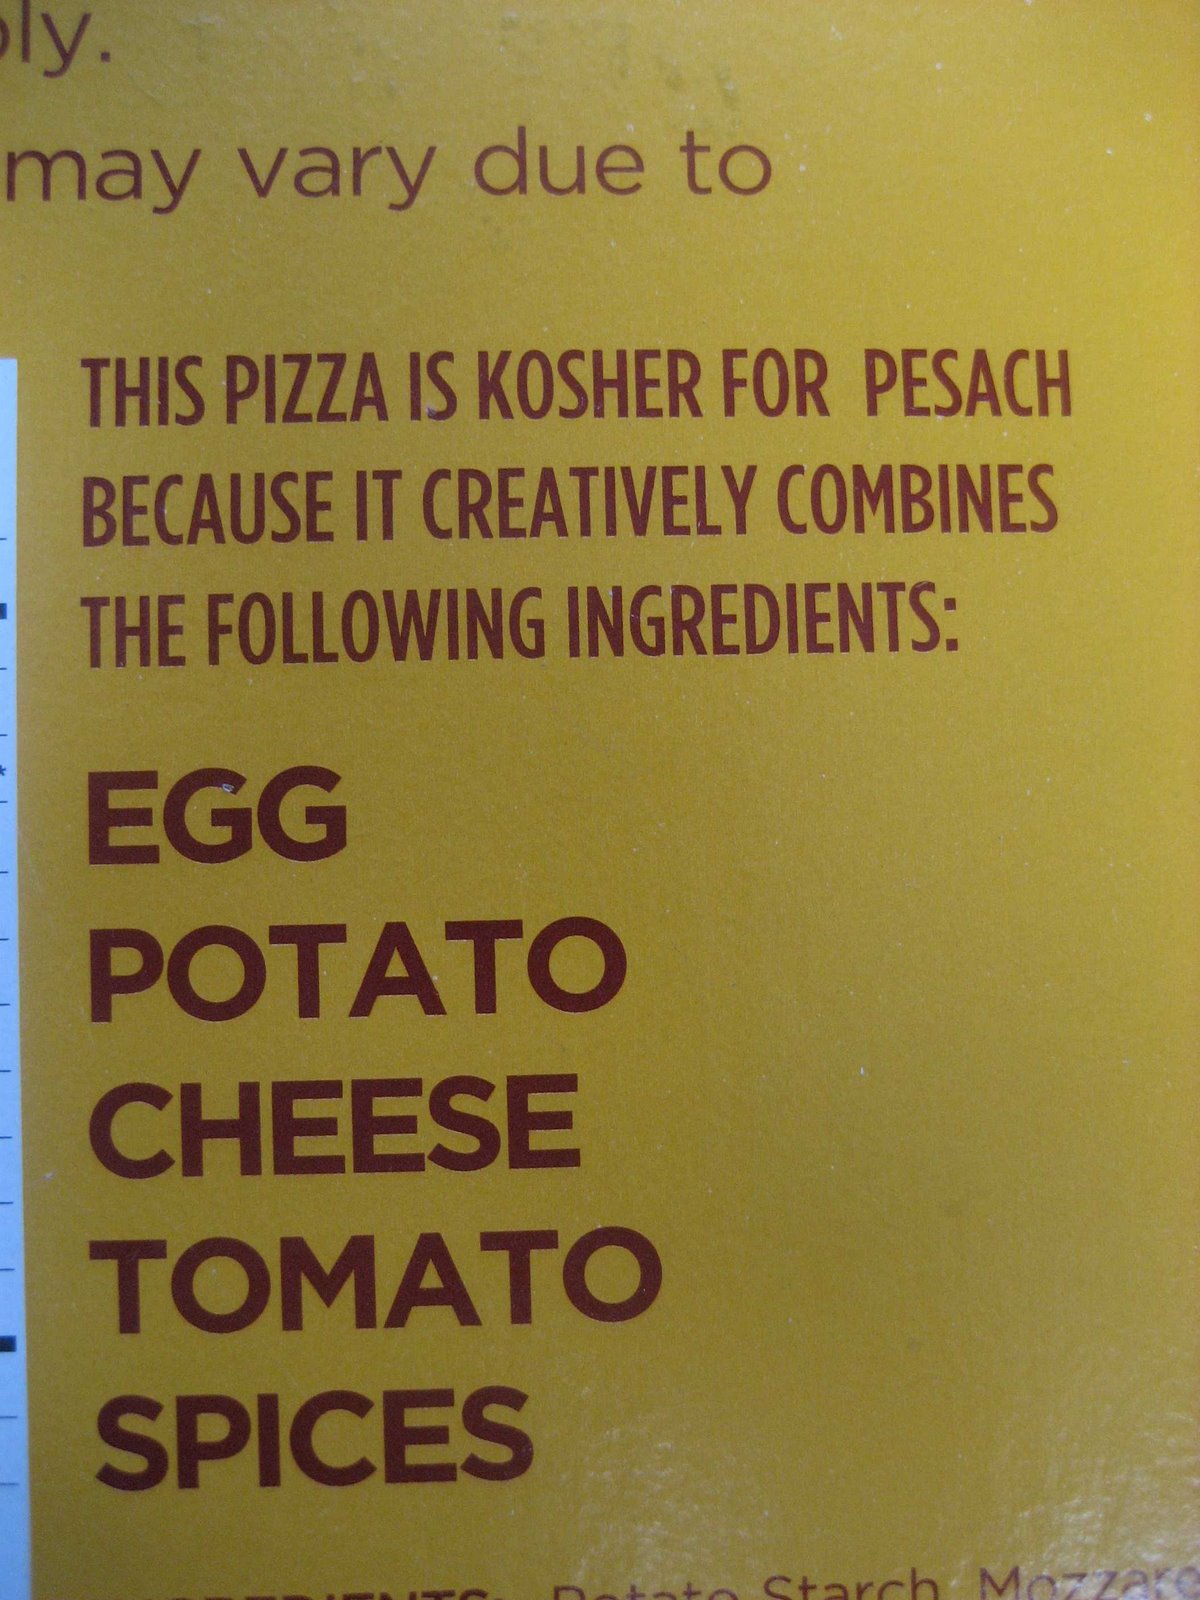 may vary due to
THIS PIZZA IS KOSHER FOR PESACH
BECAUSE IT CREATIVELY COMBINES
THE FOLLOWING INGREDIENTS:
EGG
POTATO
CHEESE
TOMATO
SPICES
Potato Starch, Mozzare